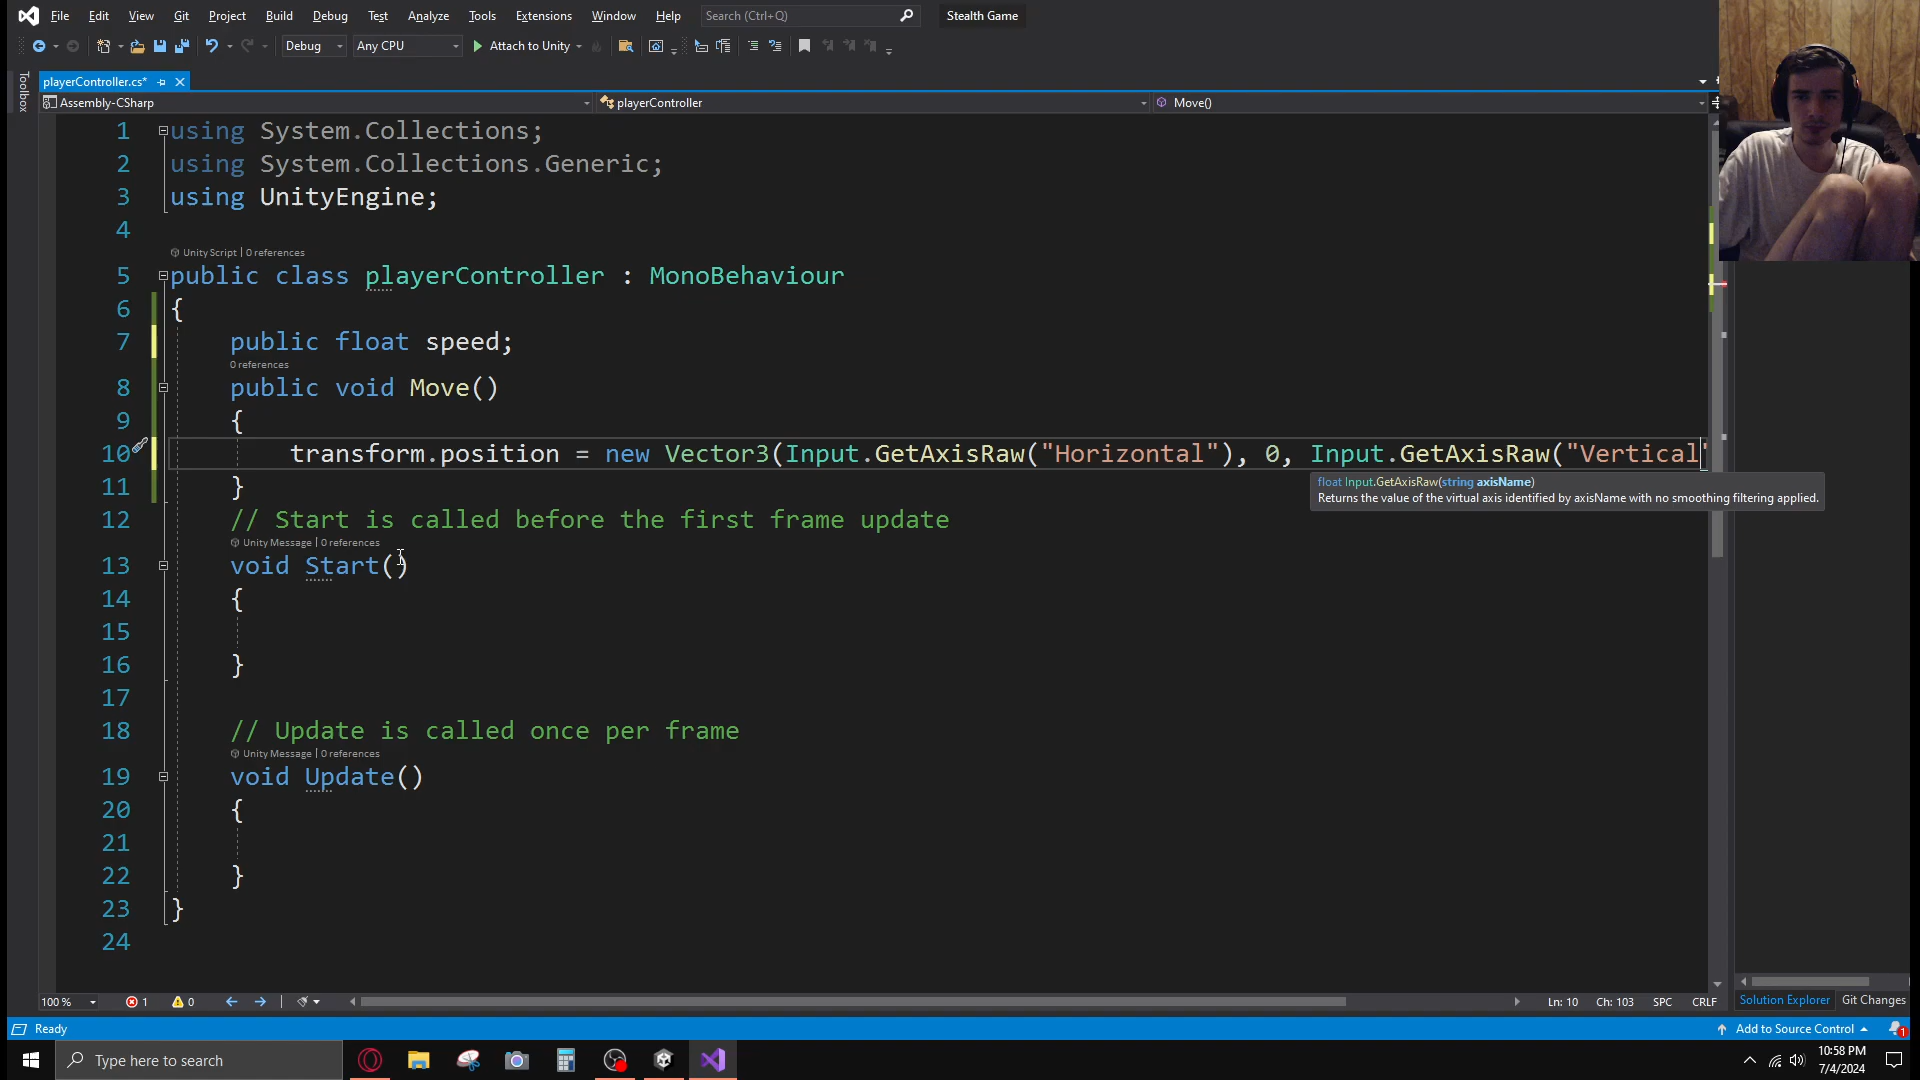 File Edit View Git Project Build Debug Test Analyze Tools Extensions Window Help Search (Ctrl+Q) Stealth Game
Debug Any CPU Attach to Unity
Toolbox
playerController.cs*
Assembly-CSharp playerController Move()
1 using System.Collections;
2 using System.Collections.Generic;
3 using UnityEngine;
4
Unity Script | 0 references
5 public class playerController : MonoBehaviour
6 {
7 public float speed;
0 references
8 public void Move()
9 {
10 transform.position = new Vector3(Input.GetAxisRaw("Horizontal"), 0, Input.GetAxisRaw("Vertical"
float Input.GetAxisRaw(string axisName)
Returns the value of the virtual axis identified by axisName with no smoothing filtering applied.
11 }
12 // Start is called before the first frame update
Unity Message | 0 references
13 void Start()
14 {
15
16 }
17
18 // Update is called once per frame
Unity Message | 0 references
19 void Update()
20 {
21
22 }
23 }
24
100 % 1 0 Ln: 10 Ch: 103 SPC CRLF
Solution Explorer Git Changes
Ready Add to Source Control 1
Type here to search
10:58 PM
7/4/2024